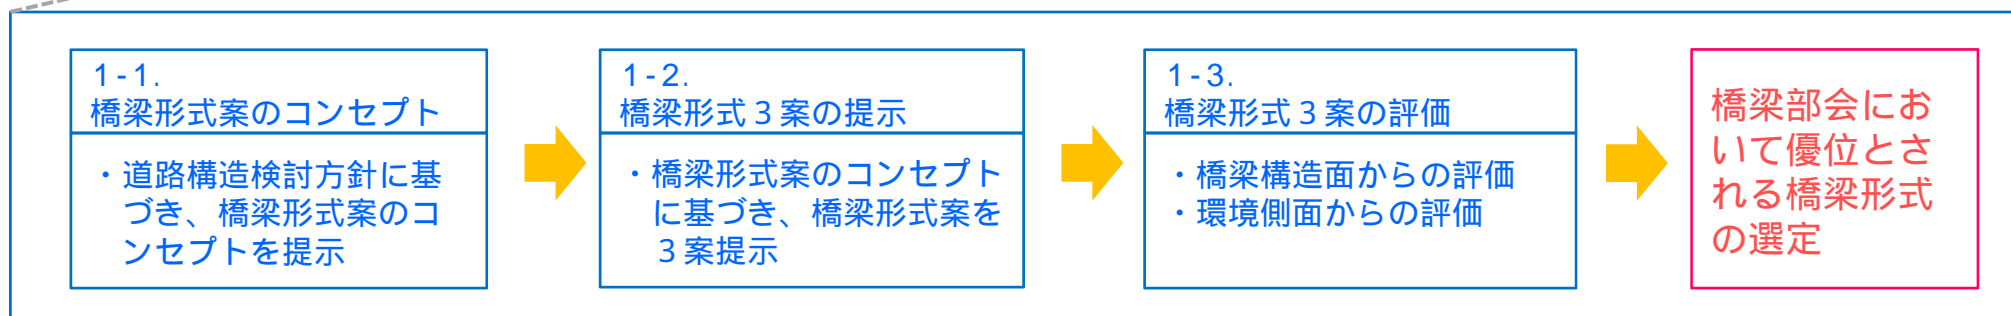 1-1.
橋梁形式案のコンセプト
・道路構造検討方針に基
づき、橋梁形式案のコ
ンセプトを提示
1-2.
橋梁形式３案の提示
・橋梁形式案のコンセプト
に基づき、橋梁形式案を
３案提示
1-3.
橋梁形式３案の評価
・橋梁構造面からの評価
・環境側面からの評価
橋梁部会にお
いて優位とさ
れる橋梁形式
の選定